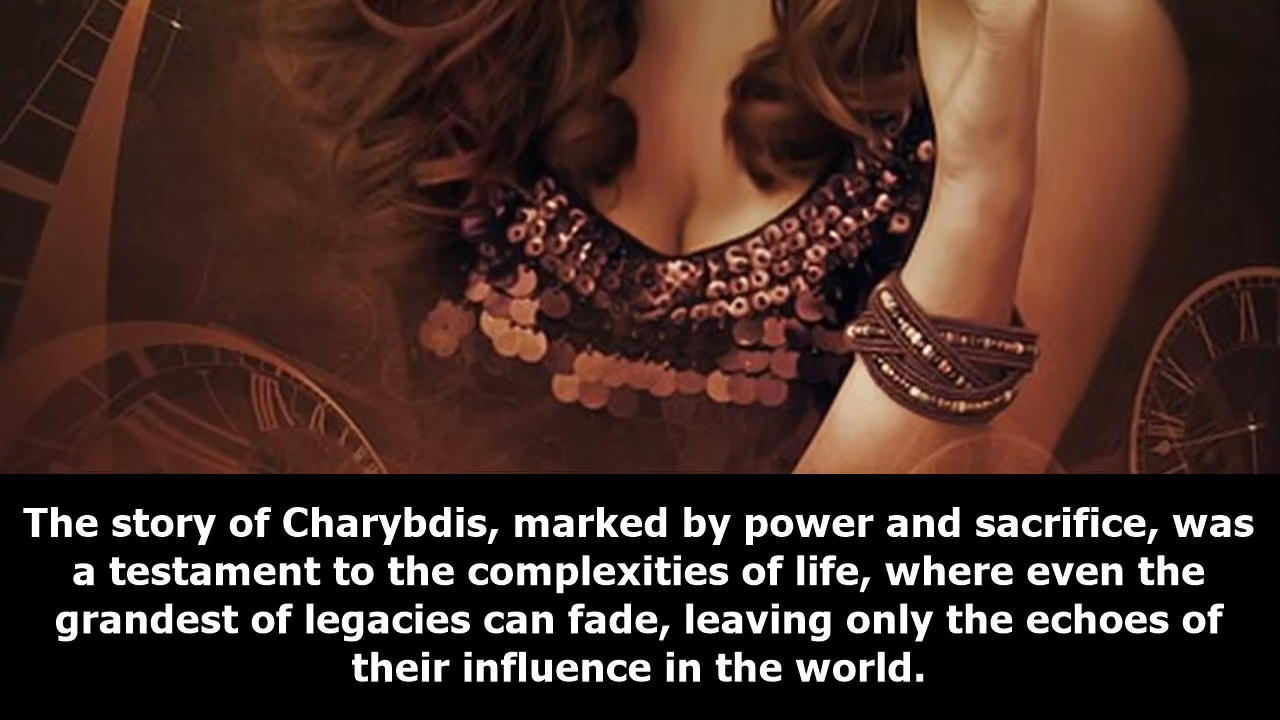 The story of Charybdis, marked by power and sacrifice, was
a testament to the complexities of life, where even the
grandest of legacies can fade, leaving only the echoes of
their influence in the world.